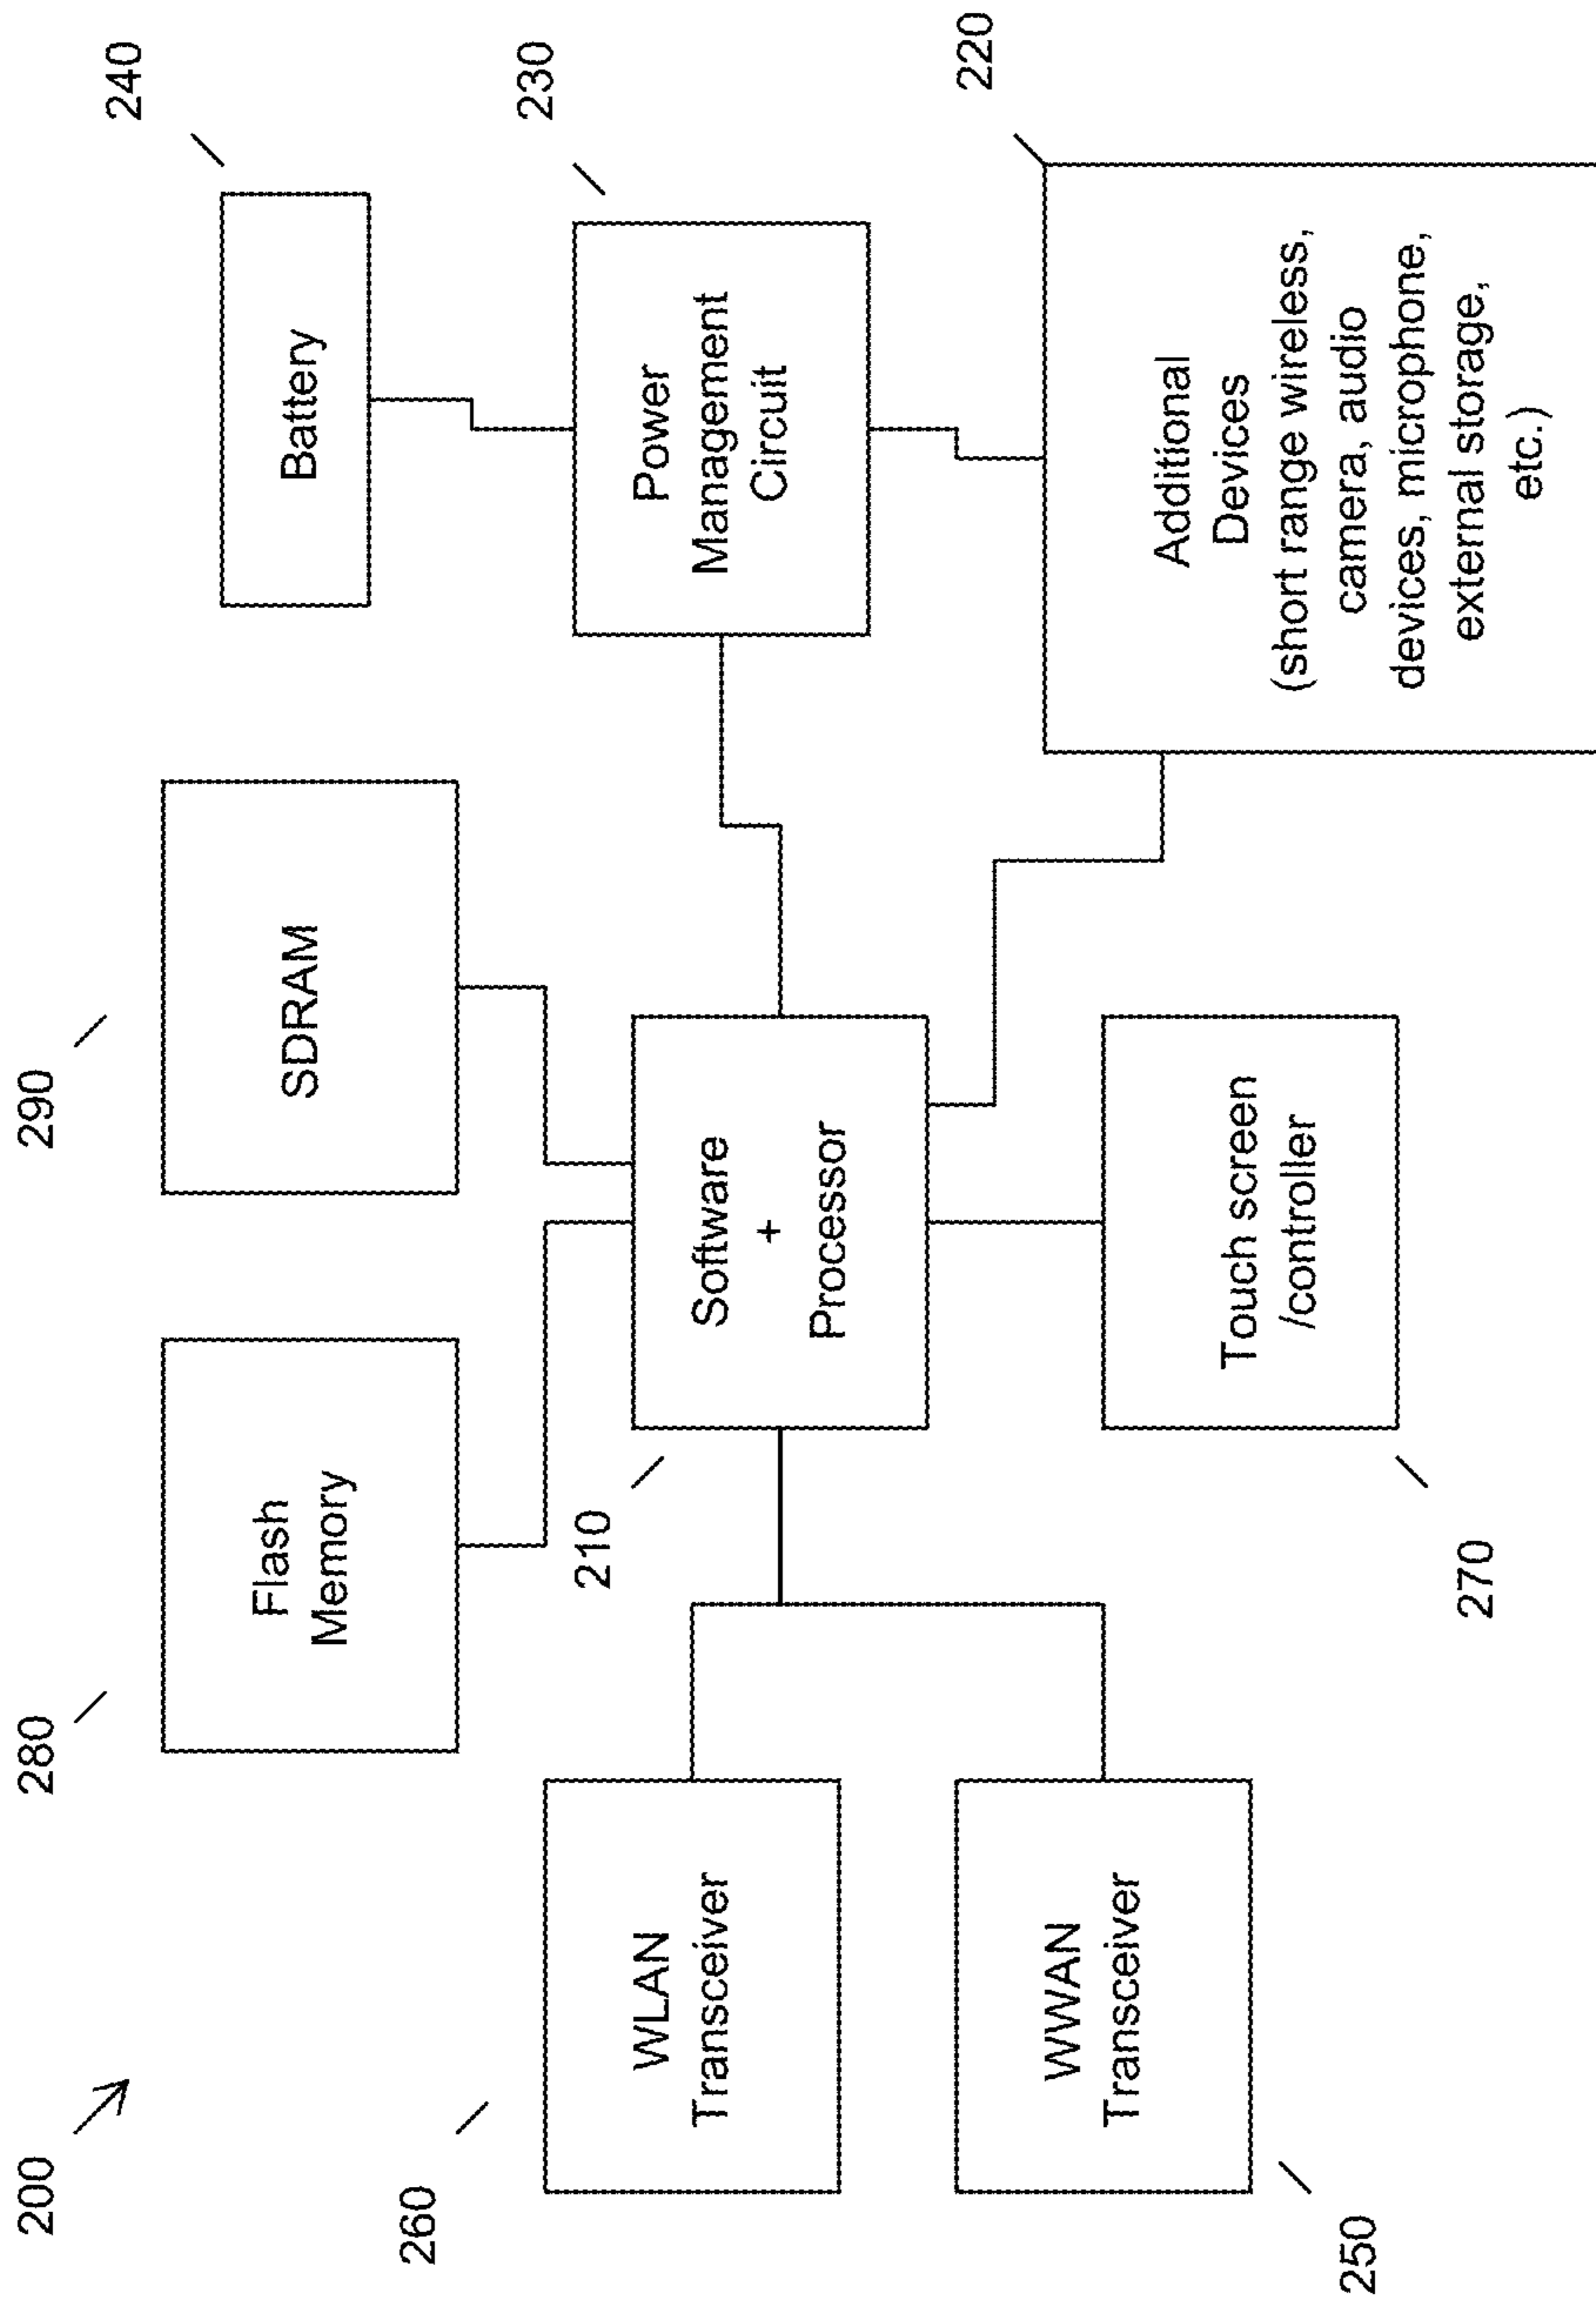 200
280
Flash
Memory
290
SDRAM
240
Battery
260
WLAN
Transceiver
210
Software
+
Processor
230
Power
Management
Circuit
WWAN
Transceiver
250
Touch screen
/controller
270
220
Additional
Devices
(short range wireless,
camera, audio
devices, microphone,
external storage,
etc.)